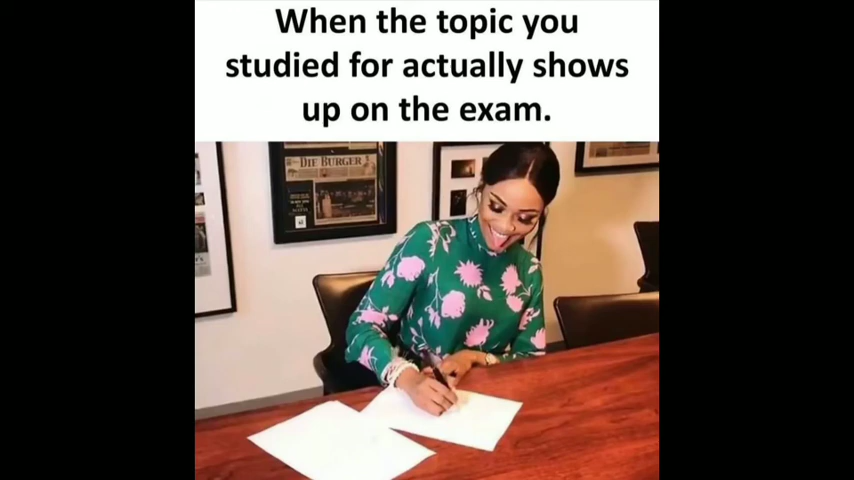 When the topic you
studied for actually shows
up on the exam.
DIE BURGER